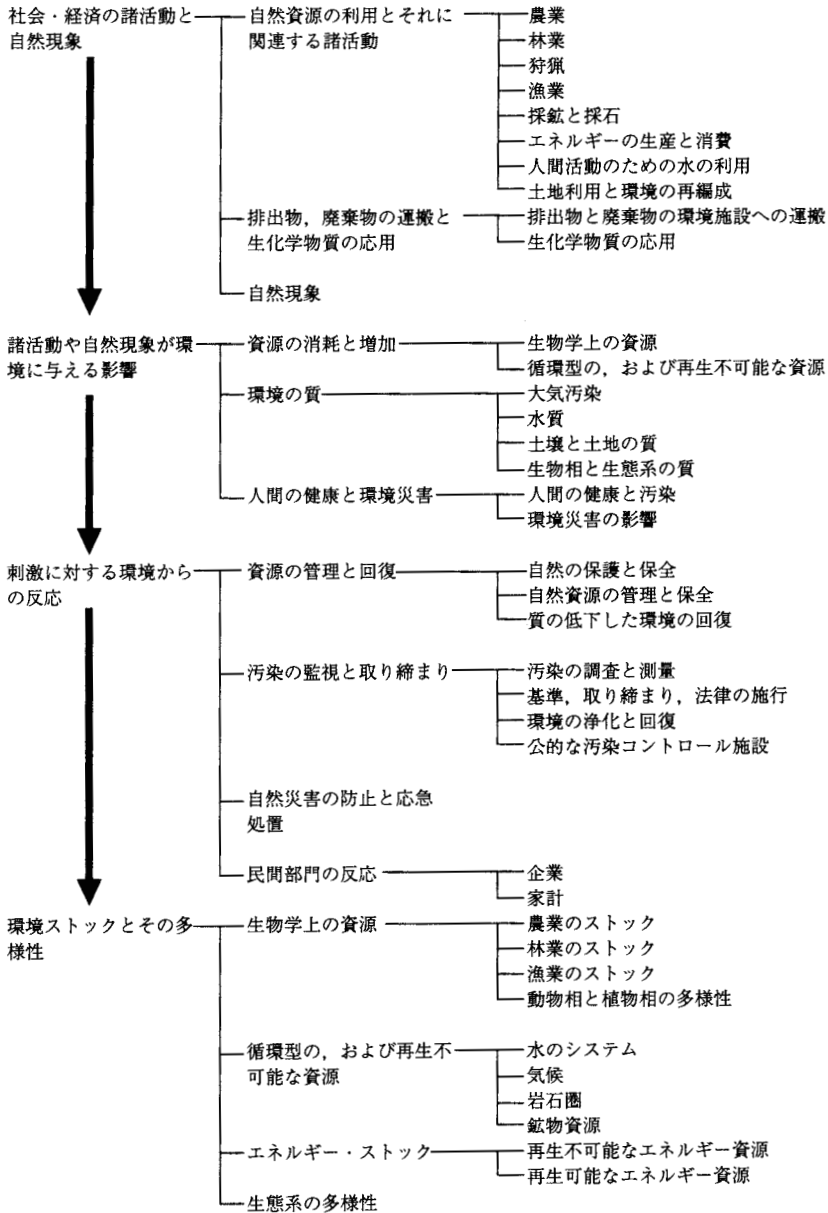 社会・経済の諸活動と
自然現象
自然資源の利用とそれに
関連する諸活動
農業
林業
狩猟
漁業
採鉱と採石
エネルギーの生産と消費
人間活動のための水の利用
土地利用と環境の再編成
排出物，廃棄物の運搬と
生化学物質の応用
排出物と廃棄物の環境施設への運搬
生化学物質の応用
自然現象
諸活動や自然現象が環
境に与える影響
資源の消耗と増加
生物学上の資源
循環型の，および再生不可能な資源
環境の質
大気汚染
水質
土壌と土地の質
生物相と生態系の質
人間の健康と環境災害
人間の健康と汚染
環境災害の影響
刺激に対する環境から
の反応
資源の管理と回復
自然の保護と保全
自然資源の管理と保全
質の低下した環境の回復
汚染の監視と取り締まり
汚染の調査と測量
基準，取り締まり，法律の施行
環境の浄化と回復
公的な汚染コントロール施設
自然災害の防止と応急
処置
民間部門の反応
企業
家計
環境ストックとその多
様性
生物学上の資源
農業のストック
林業のストック
漁業のストック
動物相と植物相の多様性
循環型の，および再生不
可能な資源
水のシステム
気候
岩石圏
鉱物資源
エネルギー・ストック
再生不可能なエネルギー資源
再生可能なエネルギー資源
生態系の多様性